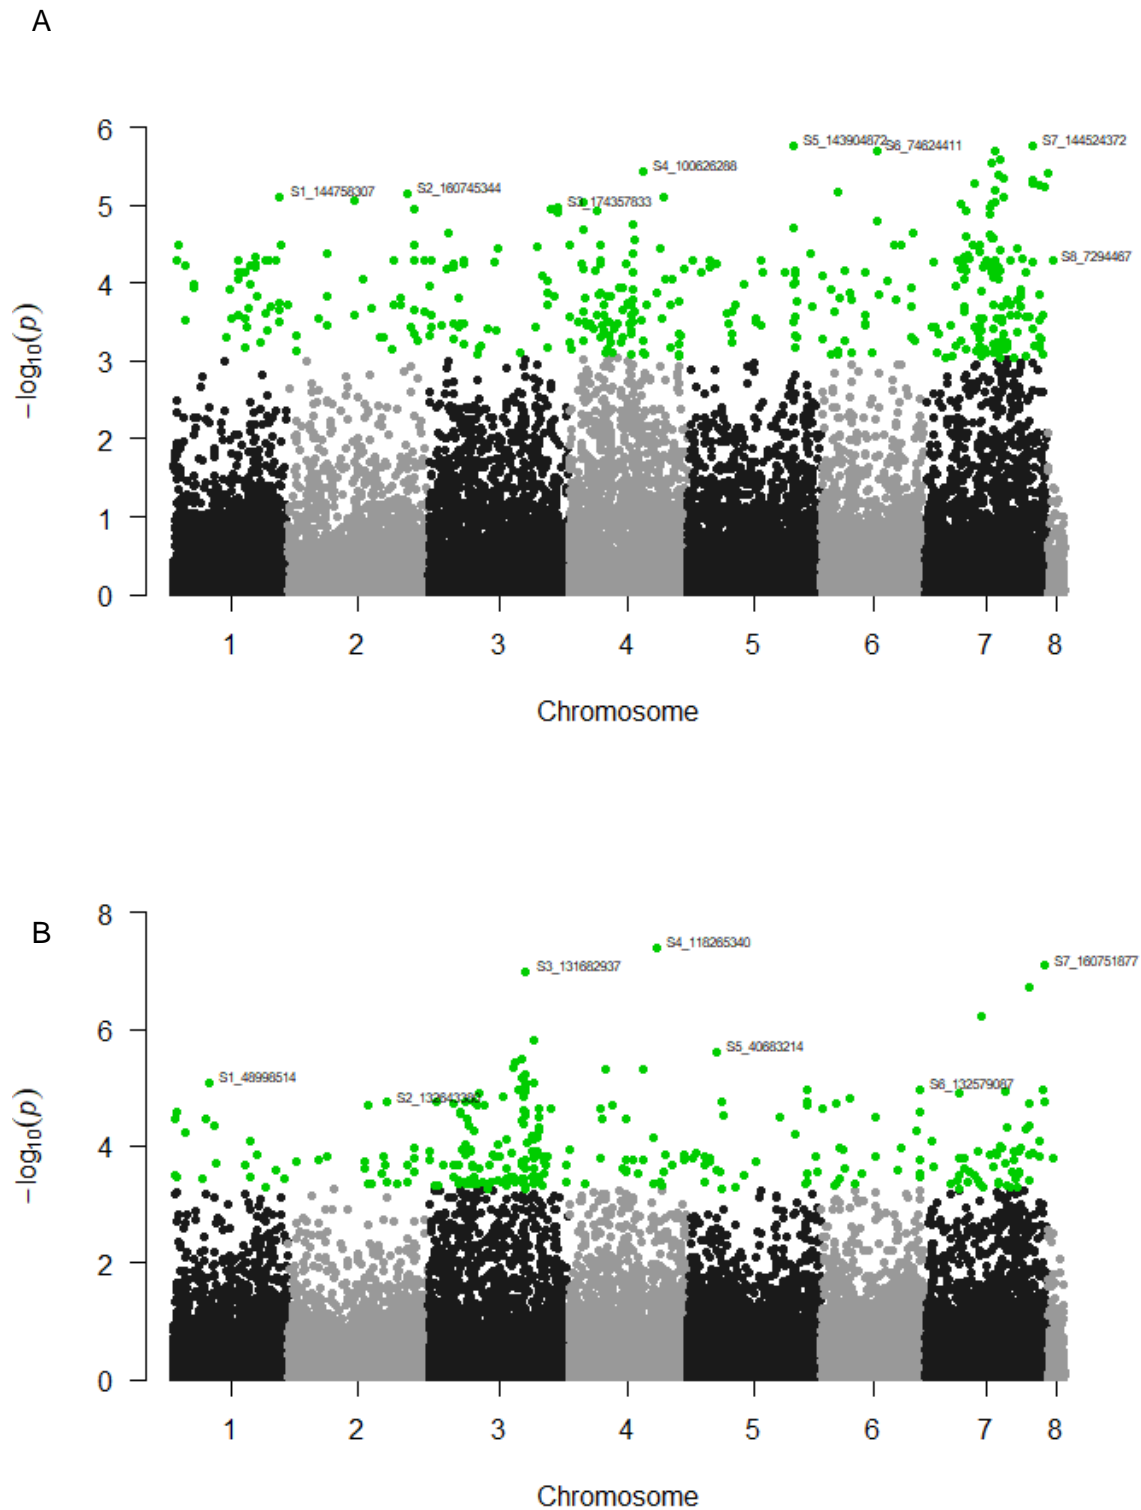 A
6
5
4
3
2
1
0
−log10(p)
S1_144758307
S2_160745344
S3_174357833
S4_100626288
S5_143904872
S6_74624411
S7_144524372
S8_7294467
1 2 3 4 5 6 7 8
Chromosome
B
8
6
4
2
0
−log10(p)
S1_48998514
S2_132643380
S3_131682937
S4_118265340
S5_40683214
S6_132579087
S7_160751877
1 2 3 4 5 6 7 8
Chromosome